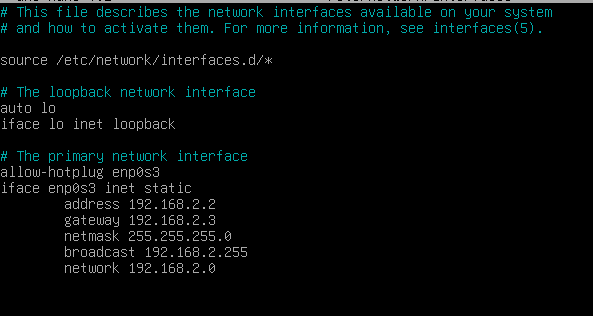 # This file describes the network interfaces available on your system
# and how to activate them. For more information, see interfaces(5).
source /etc/network/interfaces.d/*
# The loopback network interface
auto lo
iface lo inet loopback
# The primary network interface
allow-hotplug enp0s3
iface enp0s3 inet static
address 192.168.2.2
gateway 192.168.2.3
netmask 255.255.255.0
broadcast 192.168.2.255
network 192.168.2.0